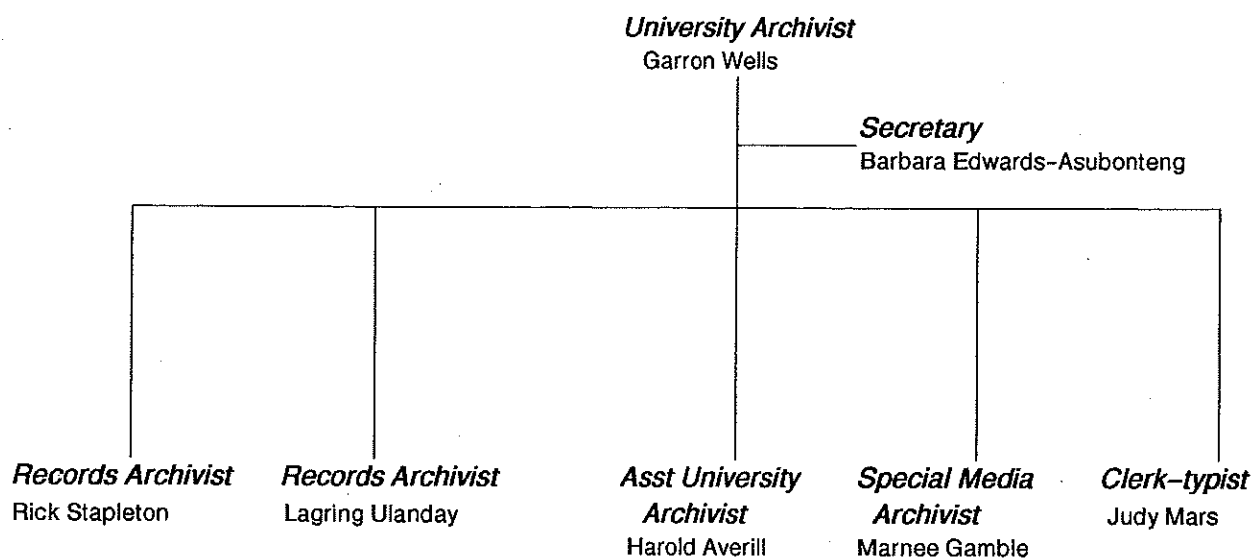 University Archivist
Garron Wells
Secretary
Barbara Edwards-Asubonteng
Records Archivist
Rick Stapleton
Records Archivist
Lagring Ulanday
Asst University
Archivist
Harold Averill
Special Media
Archivist
Marnee Gamble
Clerk-typist
Judy Mars